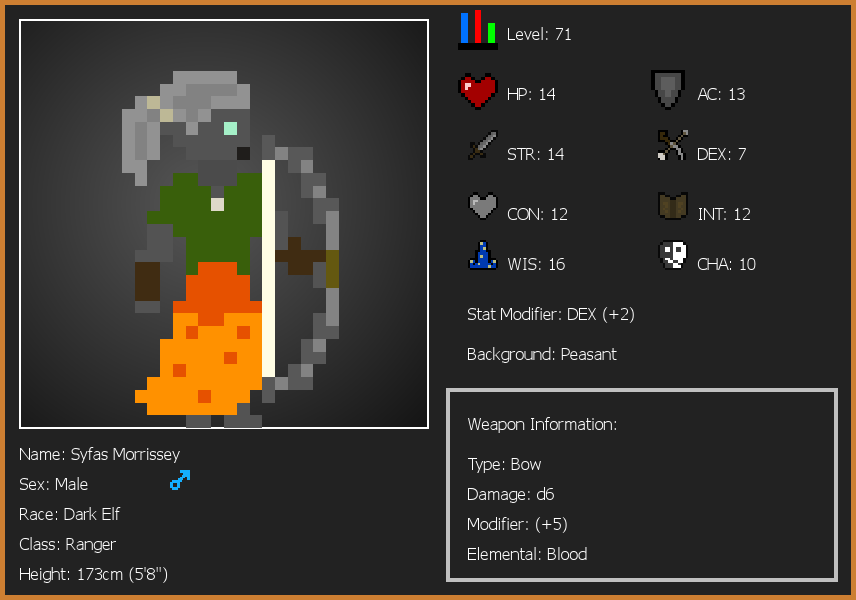 Level: 71
HP: 14
AC: 13
STR: 14
DEX: 7
CON: 12
INT: 12
WIS: 16
CHA: 10
Stat Modifier: DEX (+2)
Background: Peasant
Weapon Information:
Type: Bow
Damage: d6
Modifier: (+5)
Elemental: Blood
Name: Syfas Morrissey
Sex: Male
Race: Dark Elf
Class: Ranger
Height: 173cm (5'8")